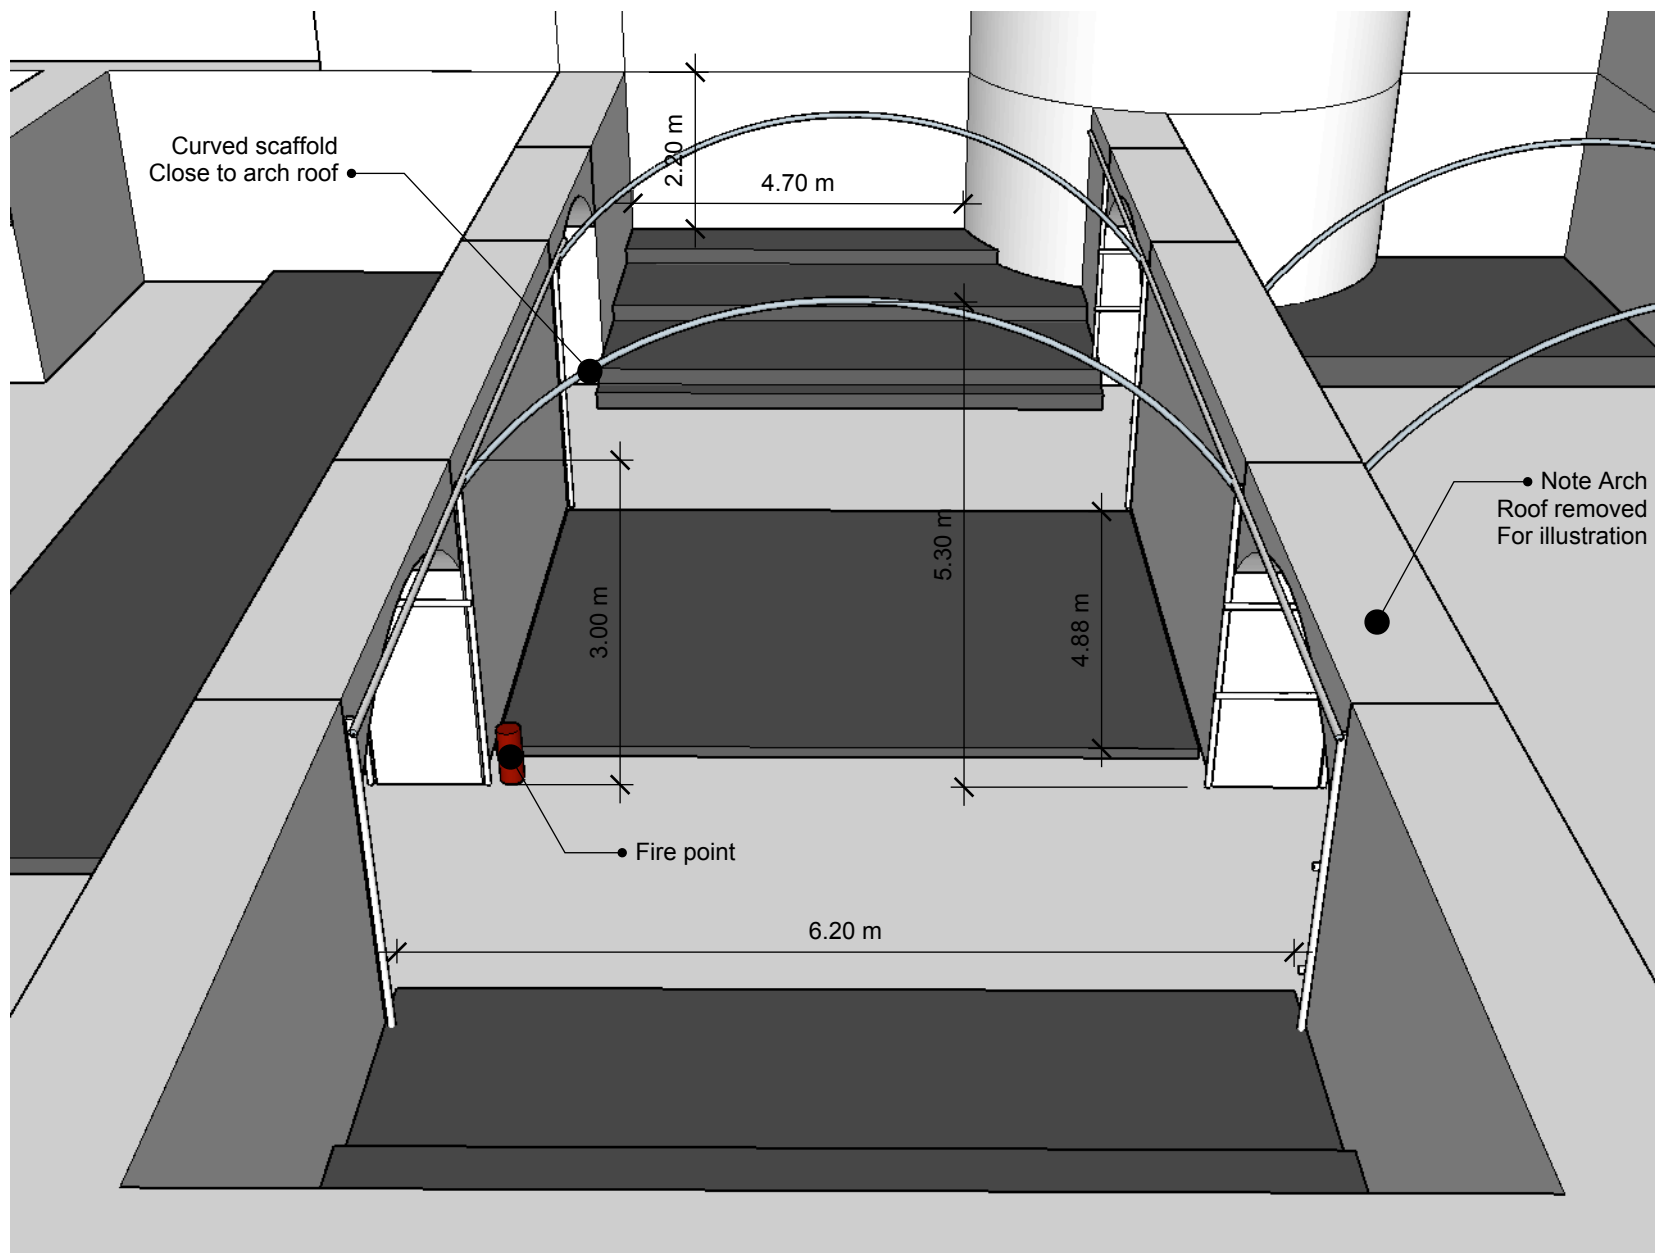 Curved scaffold
Close to arch roof
2.20 m
4.70 m
Note Arch
Roof removed
For illustration
5.30 m
3.00 m
4.88 m
Fire point
6.20 m